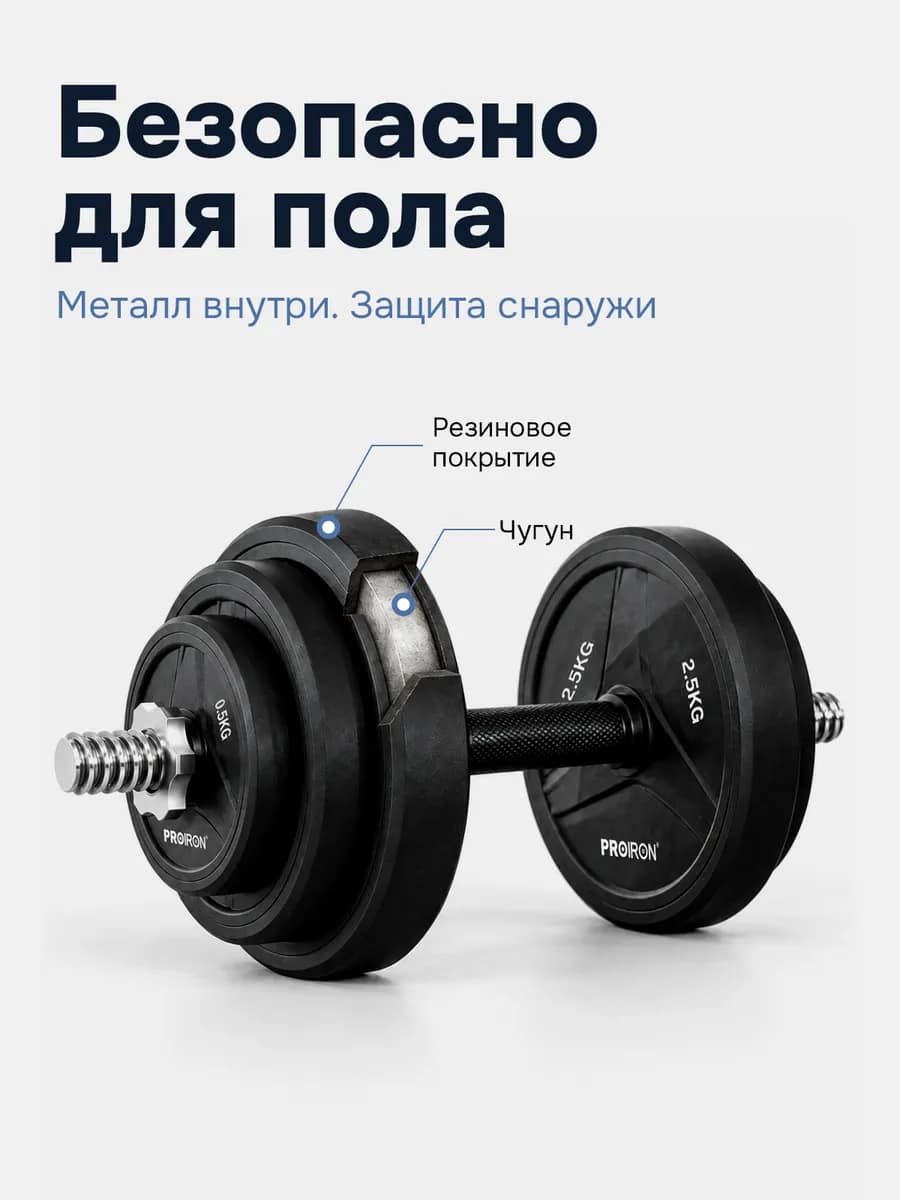 Безопасно
для пола
Металл внутри. Защита снаружи
Резиновое
покрытие
Чугун
0.5KG
PROIRON®
2.5KG
2.5KG
PROIRON®